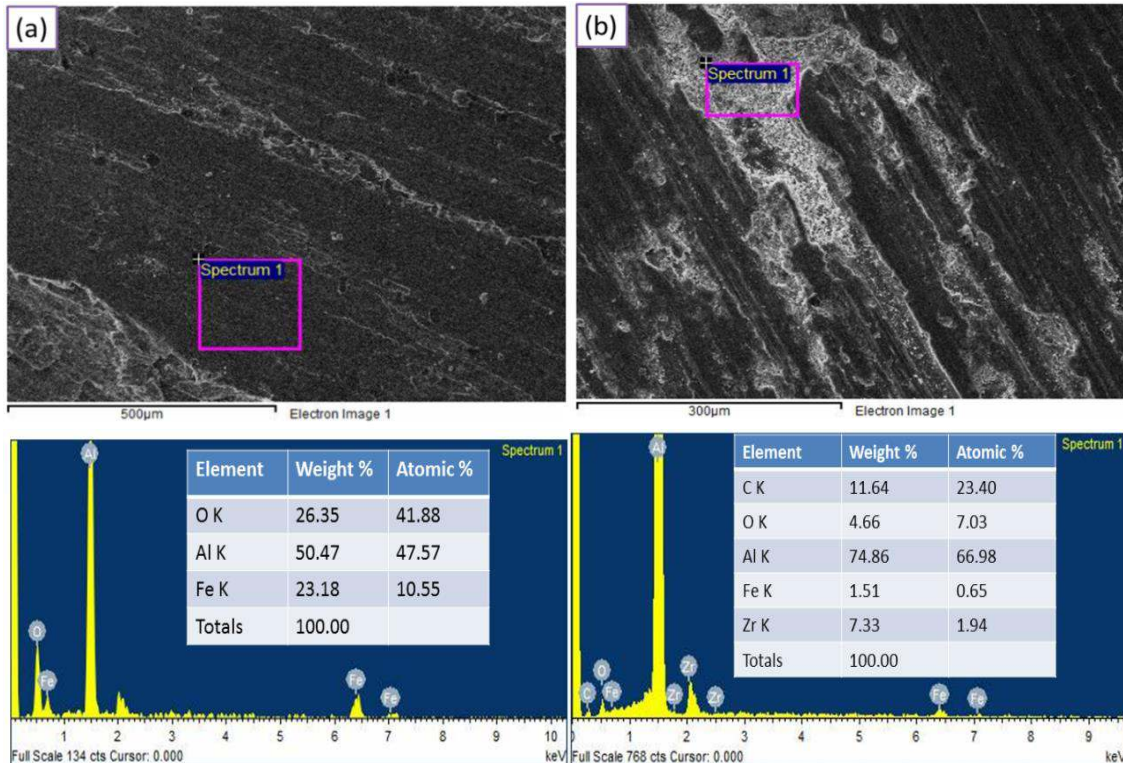 (a)
Spectrum 1
500µm
Electron Image 1
(b)
Spectrum 1
300µm
Electron Image 1
Spectrum 1
Element Weight % Atomic %
O K 26.35 41.88
Al K 50.47 47.57
Fe K 23.18 10.55
Totals 100.00
Al
O
Fe
Fe
Fe
0 1 2 3 4 5 6 7 8 9 10
Full Scale 134 cts Cursor: 0.000 keV
Spectrum 1
Element Weight % Atomic %
C K 11.64 23.40
O K 4.66 7.03
Al K 74.86 66.98
Fe K 1.51 0.65
Zr K 7.33 1.94
Totals 100.00
Al
O
Zr
C
Fe
Zr
Zr
Fe
Fe
0 1 2 3 4 5 6 7 8 9
Full Scale 768 cts Cursor: 0.000 keV